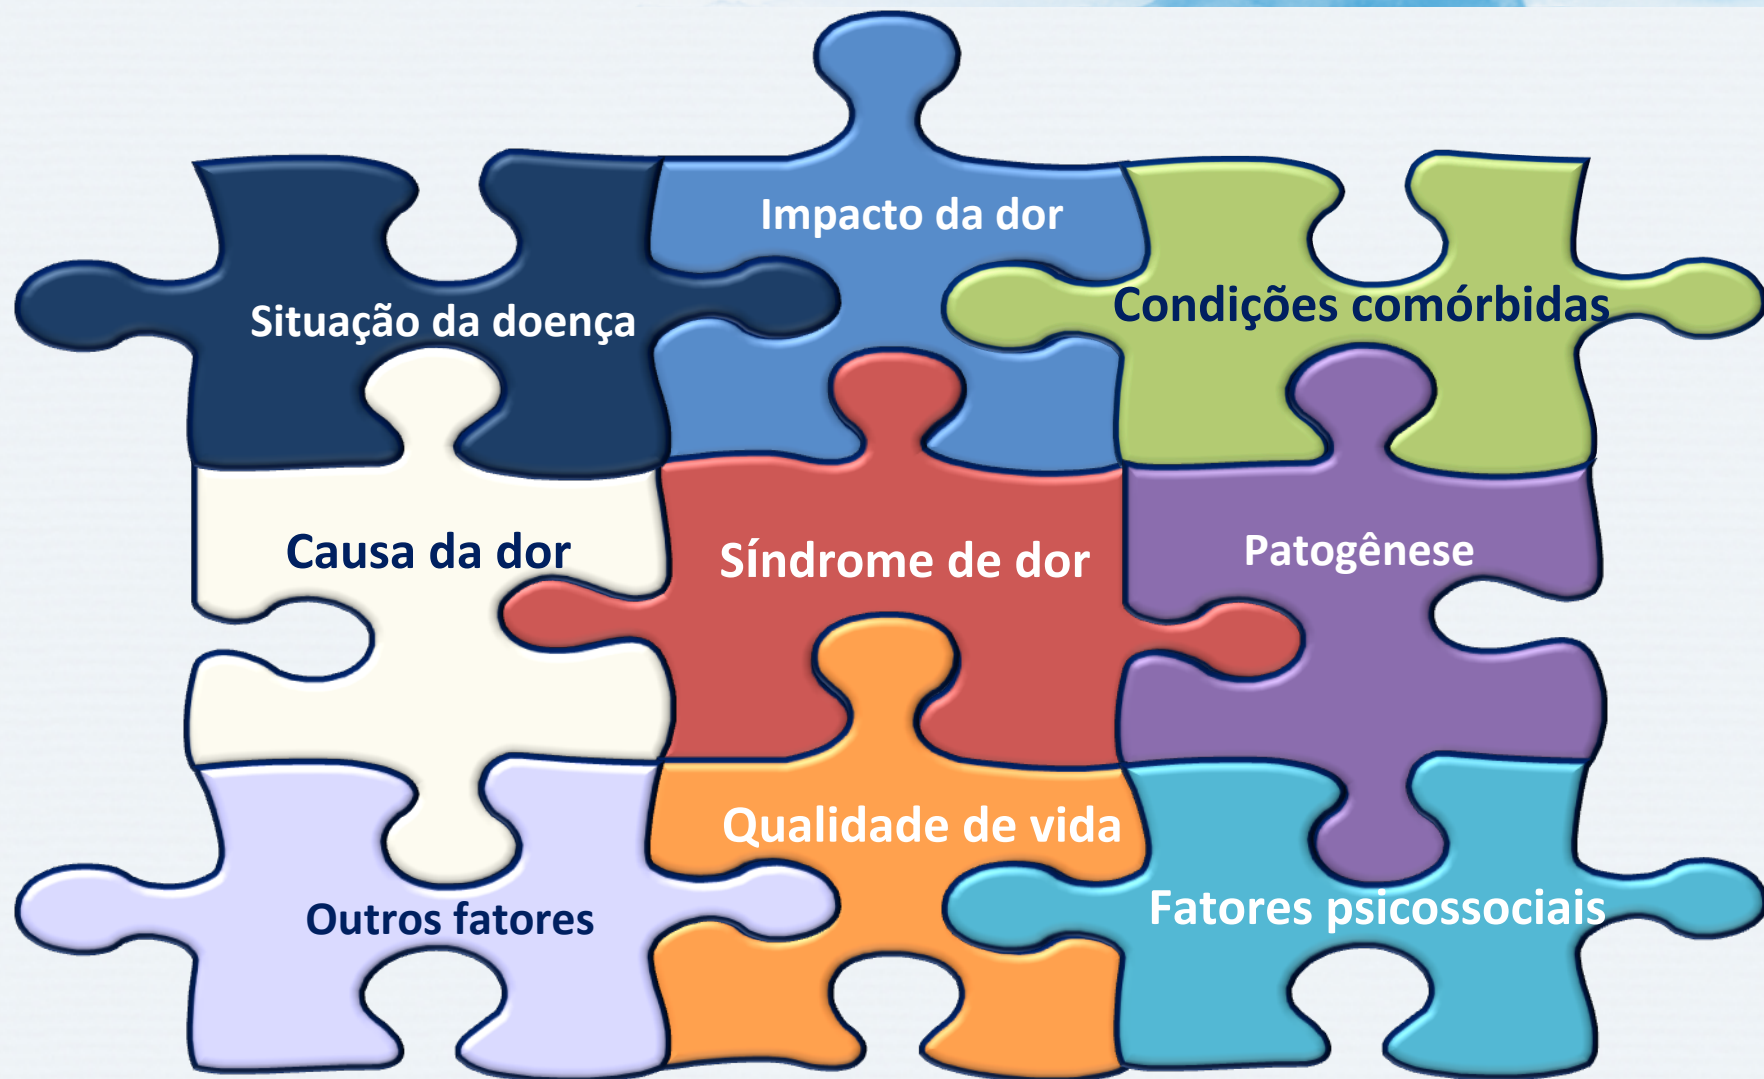 Impacto da dor
Situação da doença
Condições comórbidas
Causa da dor
Síndrome de dor
Patogênese
Qualidade de vida
Outros fatores
Fatores psicossociais